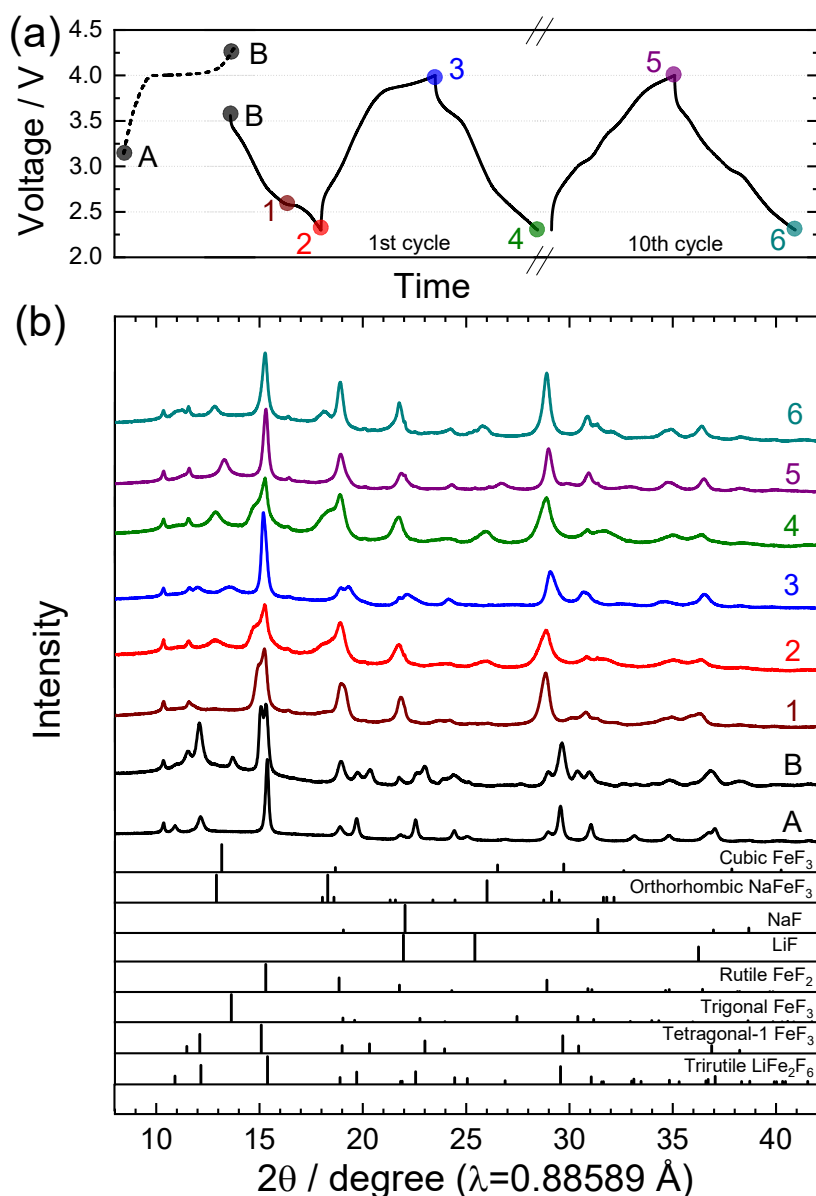 (a)
4.5
4.0
3.5
3.0
2.5
2.0
Voltage / V
A
B
B
1
2
3
4
5
6
1st cycle
10th cycle
Time
(b)
Intensity
6
5
4
3
2
1
B
A
Cubic FeF₃
Orthorhombic NaFeF₃
NaF
LiF
Rutile FeF₂
Trigonal FeF₃
Tetragonal-1 FeF₃
Trirutile LiFe₂F₆
10 15 20 25 30 35 40
2θ / degree (λ=0.88589 Å)